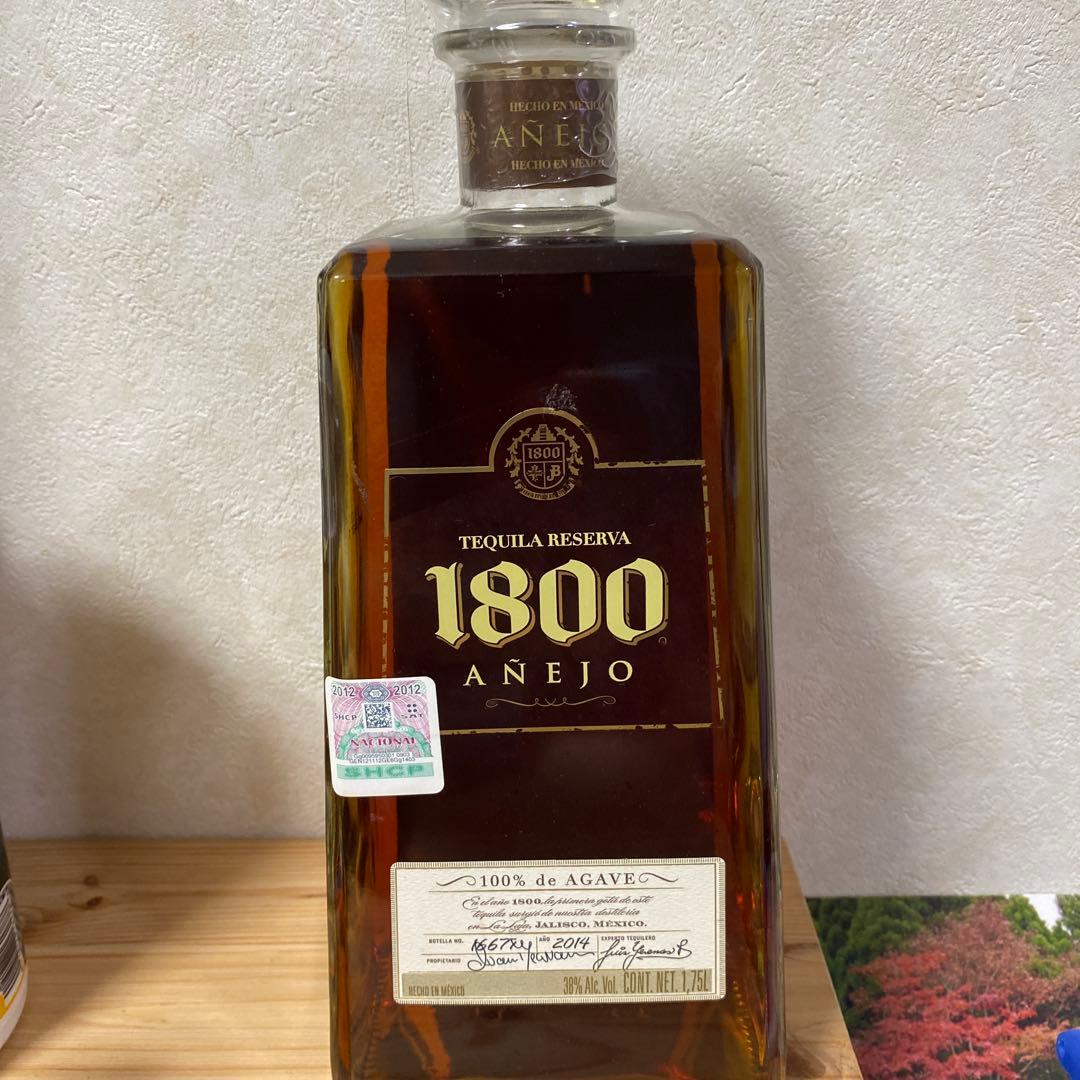 HECHO EN MÉXICO
AÑEJO
HECHO EN MÉXICO
1800
JB
TEQUILA RESERVA
1800
AÑEJO
2012 2012
SHCP SAT
NACIONAL
SHCP
100% de AGAVE
En el año 1800, la primera gota de este
tequila surgió de nuestra destilería
en La Laja, JALISCO, MÉXICO.
BOTELLA NO. AÑO 2014 EXPERTO TEQUILERO
PROPIETARIO
HECHO EN MÉXICO 38% Alc. Vol. CONT. NET. 1,75L